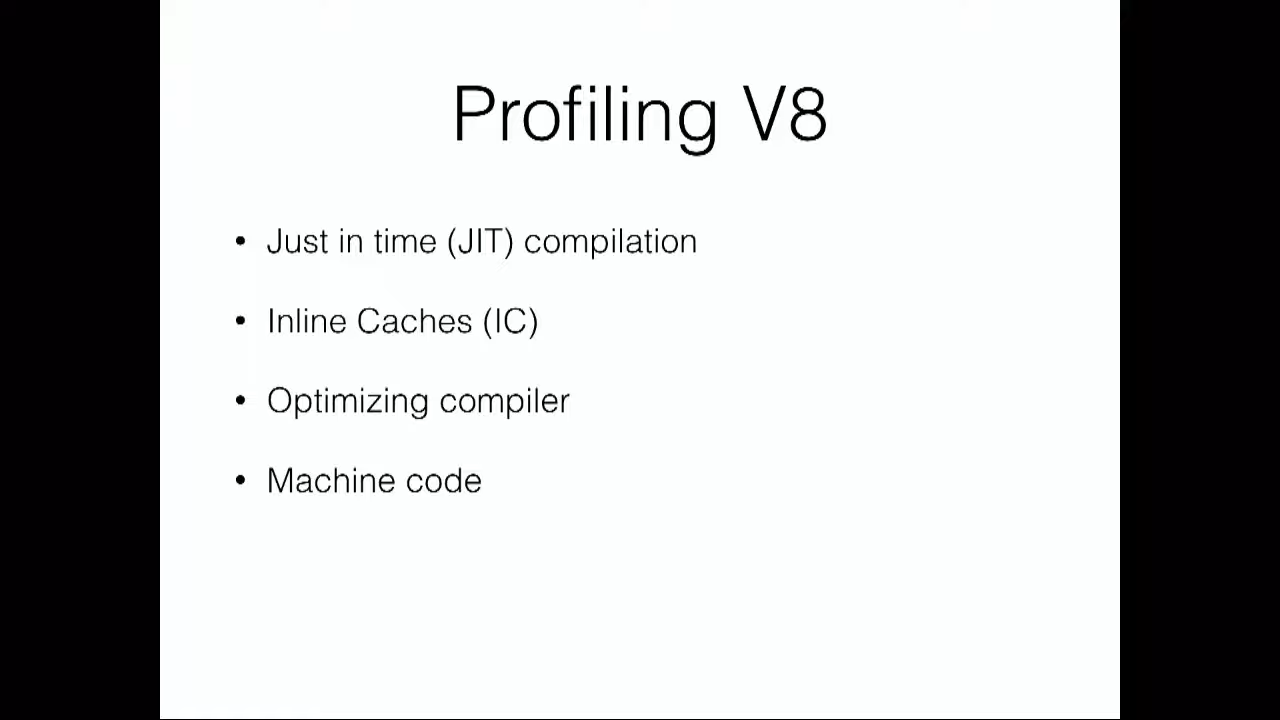 Profiling V8
• Just in time (JIT) compilation
• Inline Caches (IC)
• Optimizing compiler
• Machine code